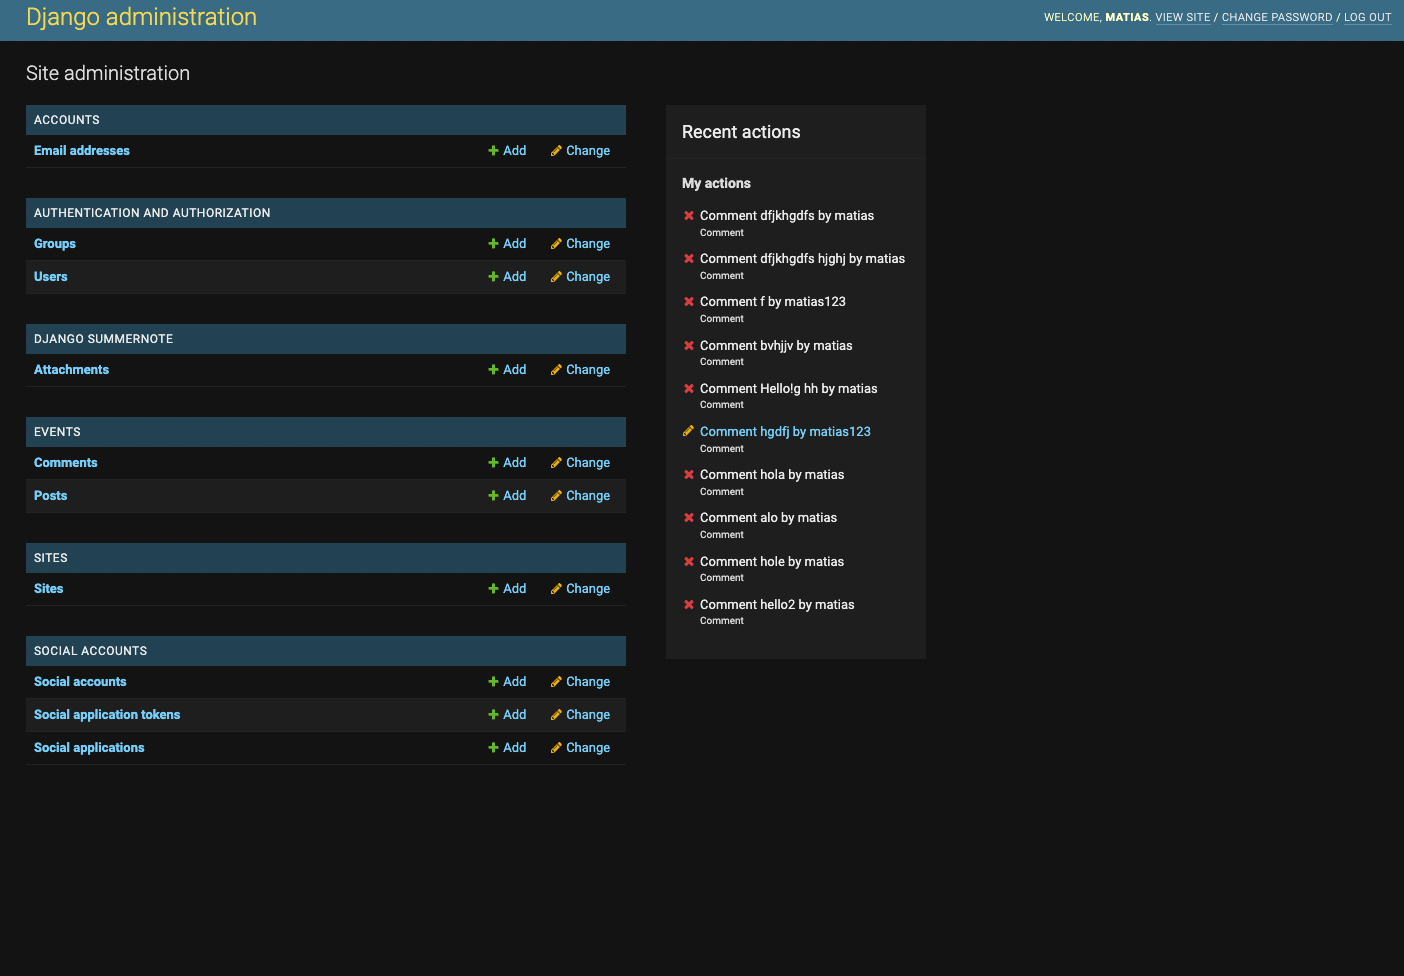 Django administration
WELCOME, MATIAS. VIEW SITE / CHANGE PASSWORD / LOG OUT
Site administration
ACCOUNTS
Email addresses Add Change
AUTHENTICATION AND AUTHORIZATION
Groups Add Change
Users Add Change
DJANGO SUMMERNOTE
Attachments Add Change
EVENTS
Comments Add Change
Posts Add Change
SITES
Sites Add Change
SOCIAL ACCOUNTS
Social accounts Add Change
Social application tokens Add Change
Social applications Add Change
Recent actions
My actions
Comment dfjkhgdfs by matias
Comment
Comment dfjkhgdfs hjghj by matias
Comment
Comment f by matias123
Comment
Comment bvhjjv by matias
Comment
Comment Hello!g hh by matias
Comment
Comment hgdfj by matias123
Comment
Comment hola by matias
Comment
Comment alo by matias
Comment
Comment hole by matias
Comment
Comment hello2 by matias
Comment